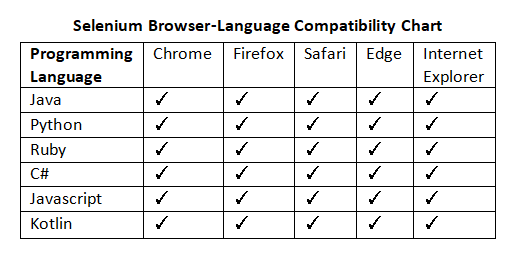 Selenium Browser-Language Compatibility Chart
Programming Language Chrome Firefox Safari Edge Internet Explorer
Java ✓ ✓ ✓ ✓ ✓
Python ✓ ✓ ✓ ✓ ✓
Ruby ✓ ✓ ✓ ✓ ✓
C# ✓ ✓ ✓ ✓ ✓
Javascript ✓ ✓ ✓ ✓ ✓
Kotlin ✓ ✓ ✓ ✓ ✓